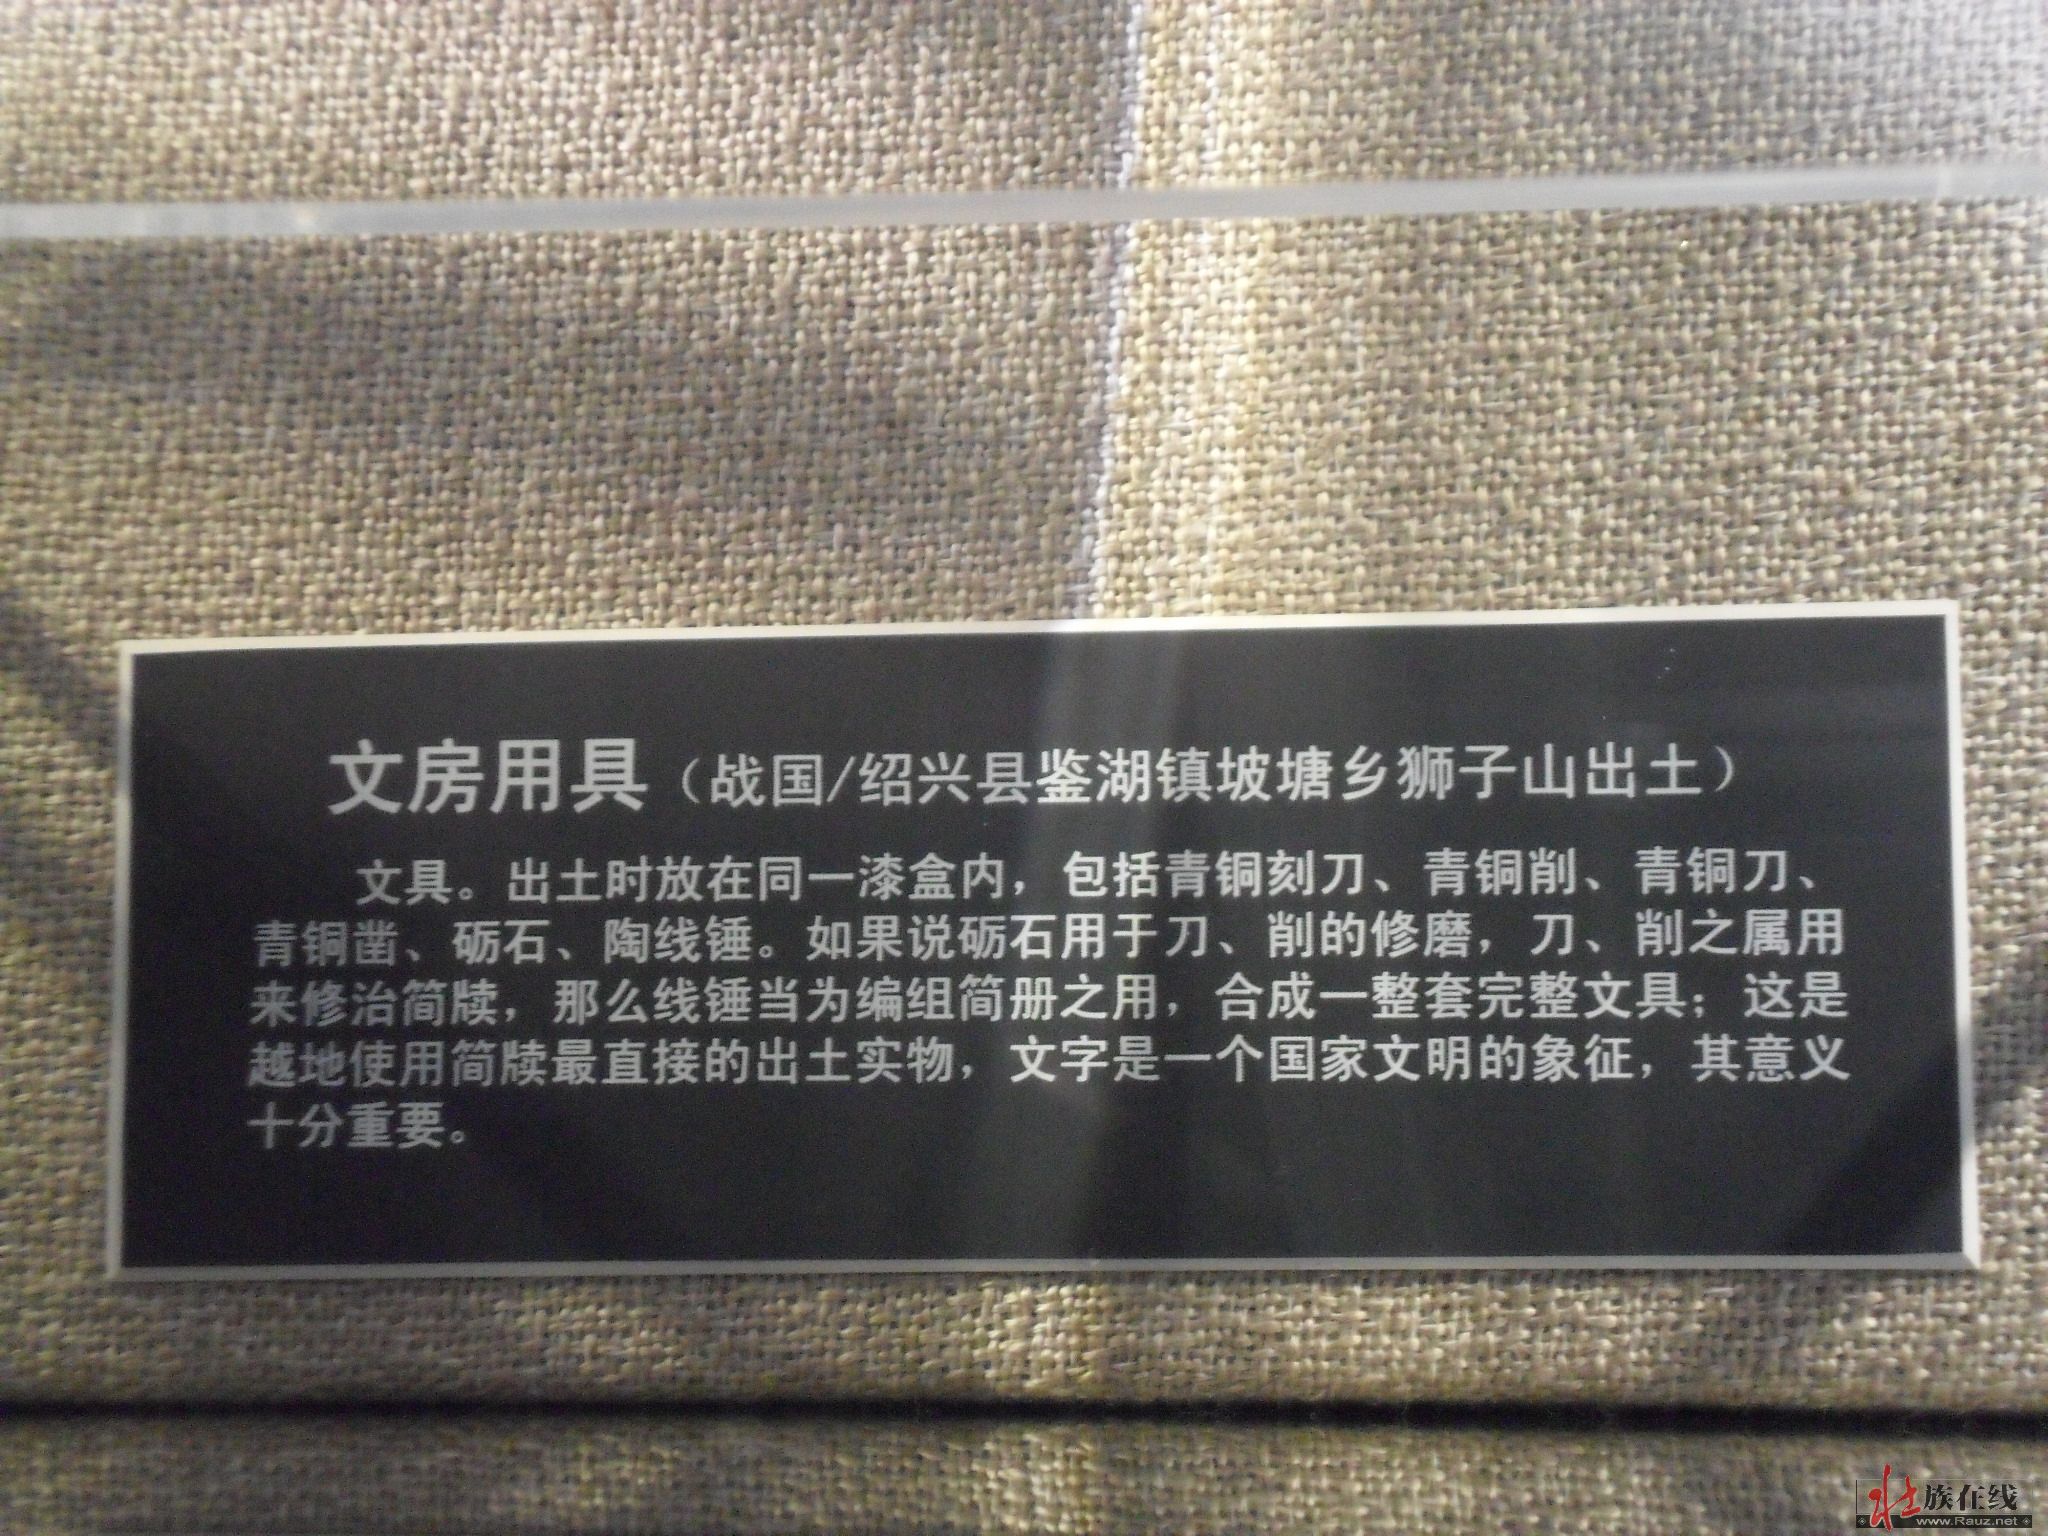 文房用具（战国/绍兴县鉴湖镇坡塘乡狮子山出土）
文具。出土时放在同一漆盒内，包括青铜刻刀、青铜削、青铜刀、
青铜凿、砺石、陶线锤。如果说砺石用于刀、削的修磨，刀、削之属用
来修治简牍，那么线锤当为编组简册之用，合成一整套完整文具；这是
越地使用简牍最直接的出土实物，文字是一个国家文明的象征，其意义
十分重要。
壮族在线
www.Rauz.net